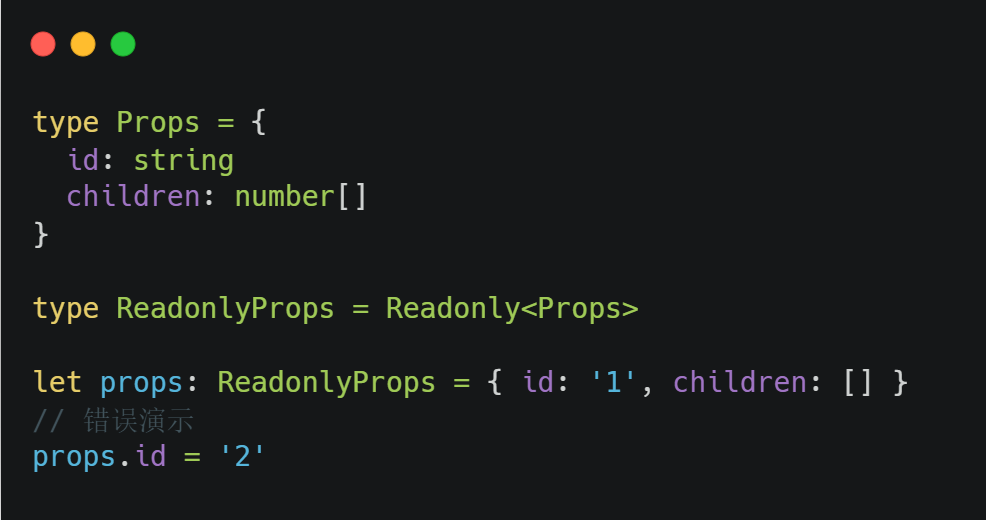 type Props = {
  id: string
  children: number[]
}
type ReadonlyProps = Readonly<Props>
let props: ReadonlyProps = { id: '1', children: [] }
// 错误演示
props.id = '2'